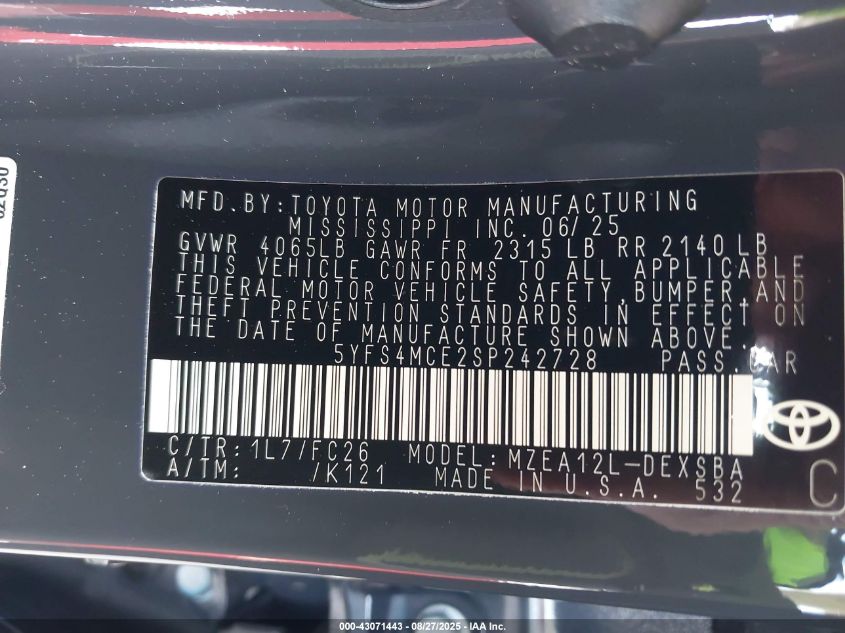 02Q30
MFD.BY:TOYOTA MOTOR MANUFACTURING
MISSISSIPPI INC. 06/25
GVWR 4065LB GAWR FR 2315 LB RR 2140 LB
THIS VEHICLE CONFORMS TO ALL APPLICABLE
FEDERAL MOTOR VEHICLE SAFETY,BUMPER,AND
THEFT PREVENTION STANDARDS IN EFFECT ON
THE DATE OF MANUFACTURE SHOWN ABOVE.
5YFS4MCE2SP242728 PASS.CAR
C/TR:1L7/FC26 MODEL:MZEA12L-DEXSBA
A/TM: /K121 MADE IN U.S.A. 532
C
000-43071443 - 08/27/2025 - IAA Inc.